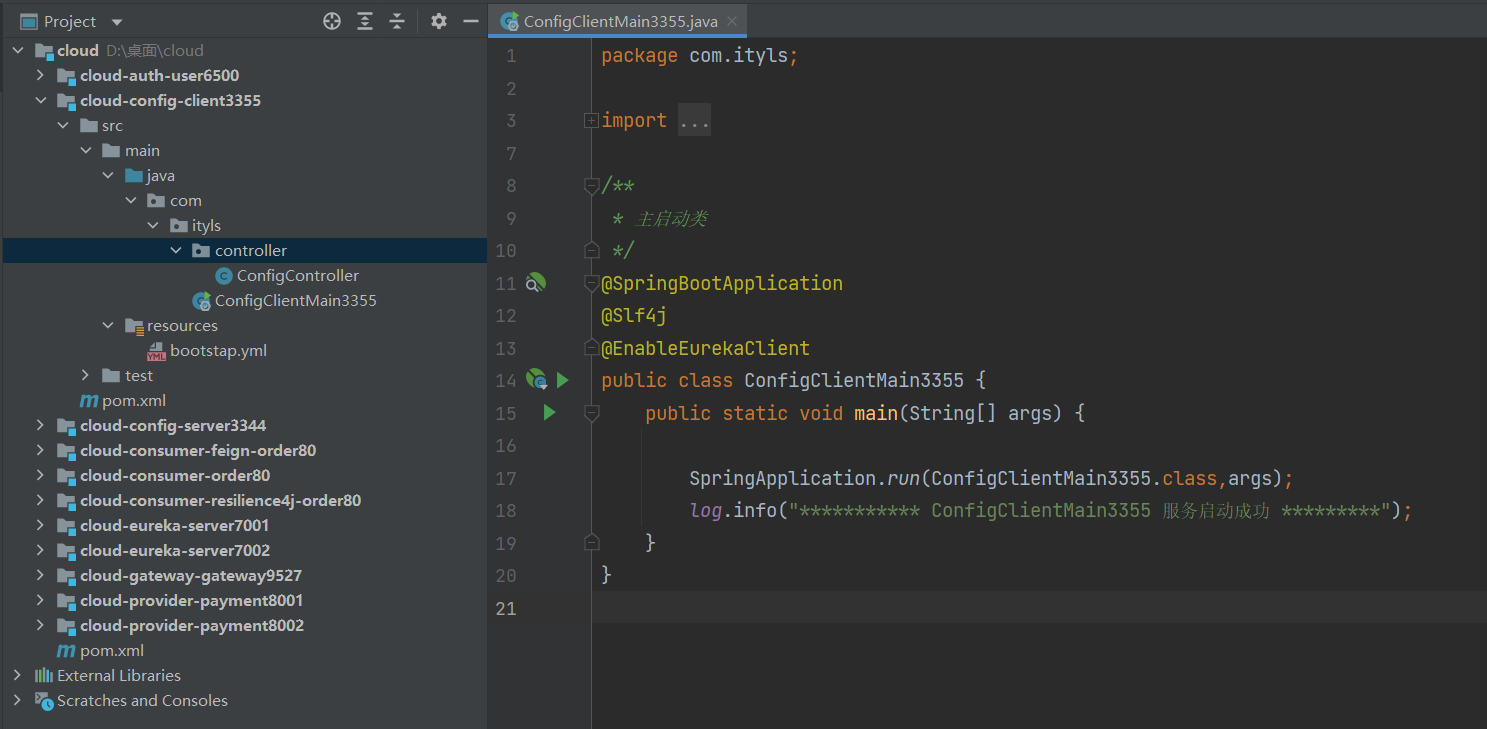 Project
cloud D:\桌面\cloud
cloud-auth-user6500
cloud-config-client3355
src
main
java
com
ityls
controller
ConfigController
ConfigClientMain3355
resources
bootstap.yml
test
pom.xml
cloud-config-server3344
cloud-consumer-feign-order80
cloud-consumer-order80
cloud-consumer-resilience4j-order80
cloud-eureka-server7001
cloud-eureka-server7002
cloud-gateway-gateway9527
cloud-provider-payment8001
cloud-provider-payment8002
pom.xml
External Libraries
Scratches and Consoles
ConfigClientMain3355.java
1 package com.ityls;
2
3 import ...
7
8 /**
9 * 主启动类
10 */
11 @SpringBootApplication
12 @Slf4j
13 @EnableEurekaClient
14 public class ConfigClientMain3355 {
15 public static void main(String[] args) {
16
17 SpringApplication.run(ConfigClientMain3355.class,args);
18 log.info("*********** ConfigClientMain3355 服务启动成功 *********");
19 }
20 }
21